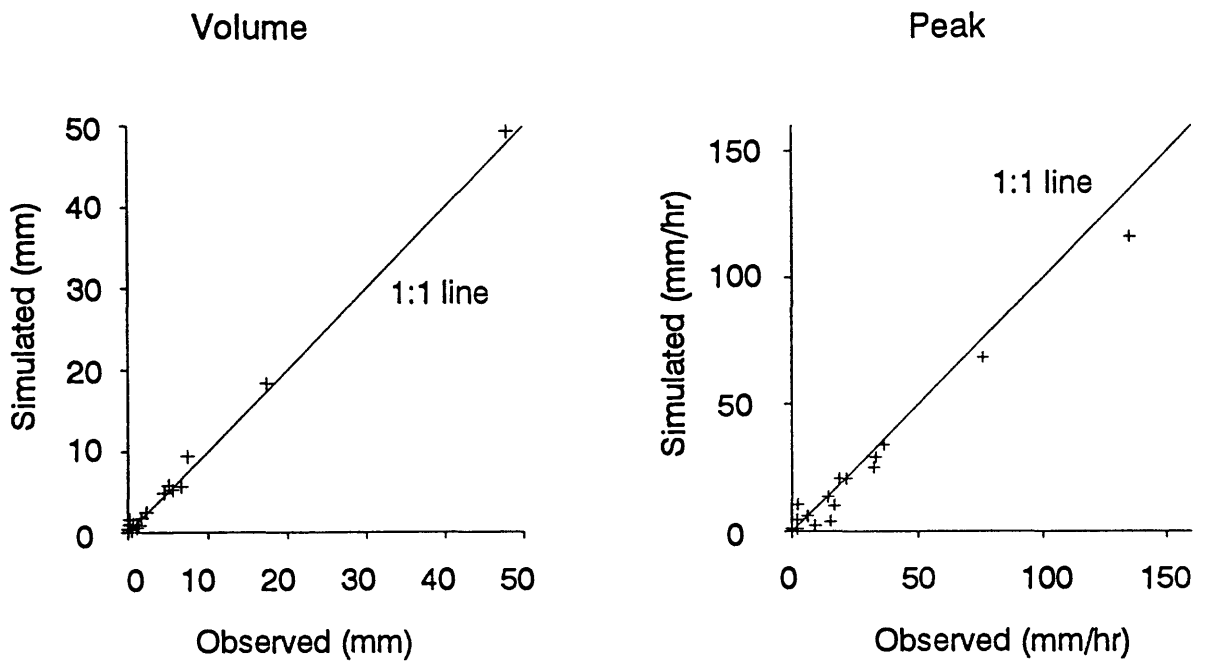 Volume
50
40
30
20
10
0
Simulated (mm)
1:1 line
0 10 20 30 40 50
Observed (mm)
Peak
150
100
50
0
Simulated (mm/hr)
1:1 line
0 50 100 150
Observed (mm/hr)